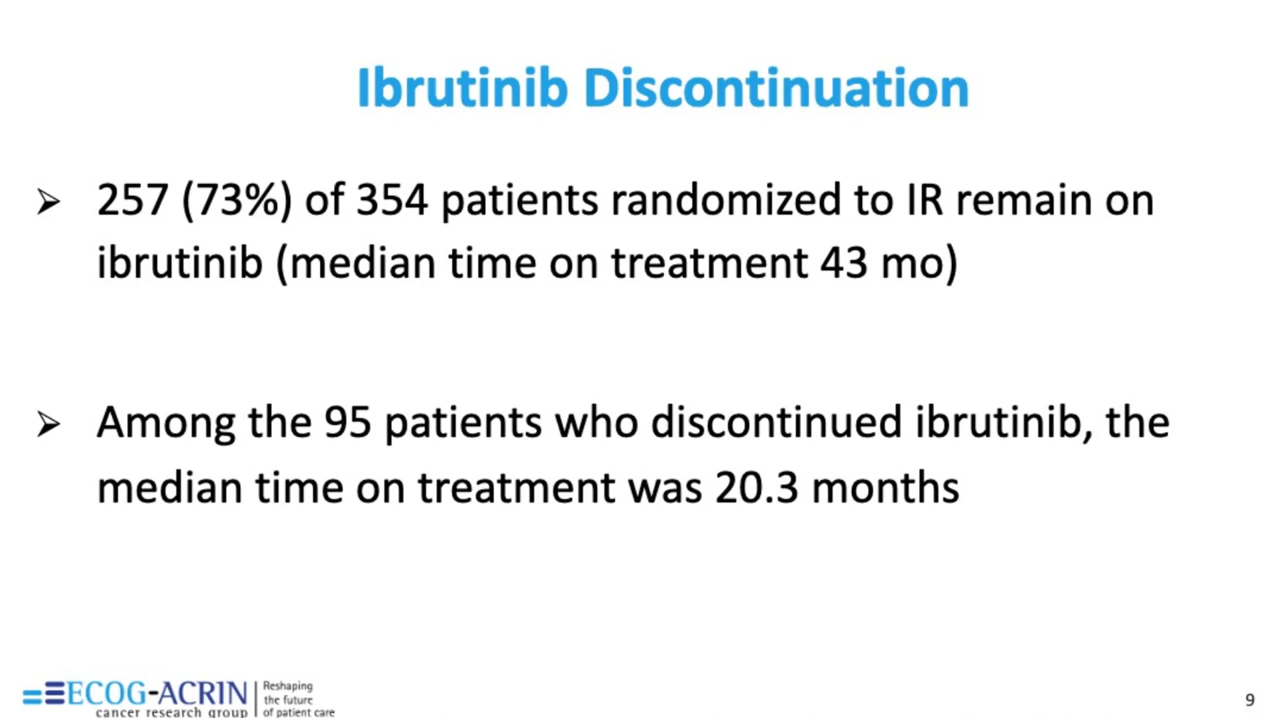 Ibrutinib Discontinuation
➢ 257 (73%) of 354 patients randomized to IR remain on
ibrutinib (median time on treatment 43 mo)
➢ Among the 95 patients who discontinued ibrutinib, the
median time on treatment was 20.3 months
ECOG-ACRIN
cancer research group
Reshaping
the future
of patient care
9